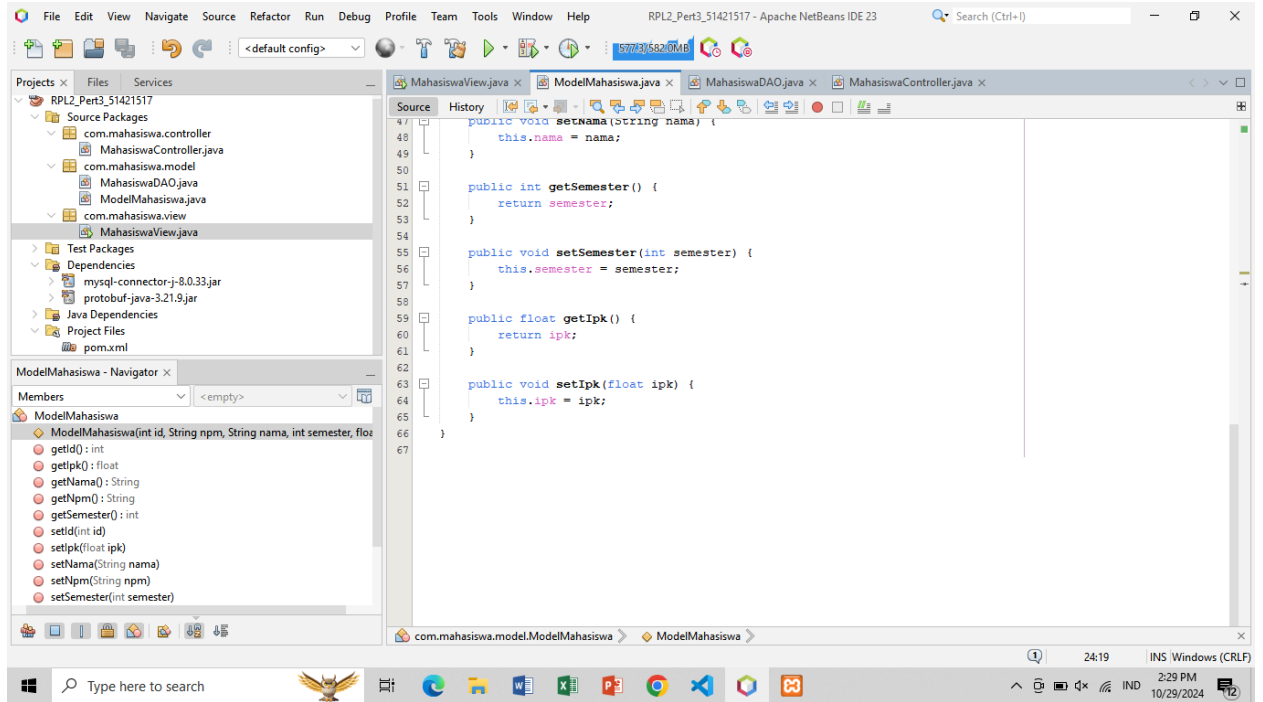 File Edit View Navigate Source Refactor Run Debug Profile Team Tools Window Help RPL2_Pert3_51421517 - Apache NetBeans IDE 23 Search (Ctrl+I)
<default config> 577.3/582.0MB
Projects Files Services
RPL2_Pert3_51421517
Source Packages
com.mahasiswa.controller
MahasiswaController.java
com.mahasiswa.model
MahasiswaDAO.java
ModelMahasiswa.java
com.mahasiswa.view
MahasiswaView.java
Test Packages
Dependencies
mysql-connector-j-8.0.33.jar
protobuf-java-3.21.9.jar
Java Dependencies
Project Files
pom.xml
ModelMahasiswa - Navigator
Members <empty>
ModelMahasiswa
ModelMahasiswa(int id, String npm, String nama, int semester, floa
getId() : int
getIpk() : float
getNama() : String
getNpm() : String
getSemester() : int
setId(int id)
setIpk(float ipk)
setNama(String nama)
setNpm(String npm)
setSemester(int semester)
MahasiswaView.java ModelMahasiswa.java MahasiswaDAO.java MahasiswaController.java
Source History
47 public void setNama(String nama) {
48 this.nama = nama;
49 }
50
51 public int getSemester() {
52 return semester;
53 }
54
55 public void setSemester(int semester) {
56 this.semester = semester;
57 }
58
59 public float getIpk() {
60 return ipk;
61 }
62
63 public void setIpk(float ipk) {
64 this.ipk = ipk;
65 }
66 }
67
com.mahasiswa.model.ModelMahasiswa ModelMahasiswa
1 24:19 INS Windows (CRLF)
Type here to search IND 2:29 PM
10/29/2024 12